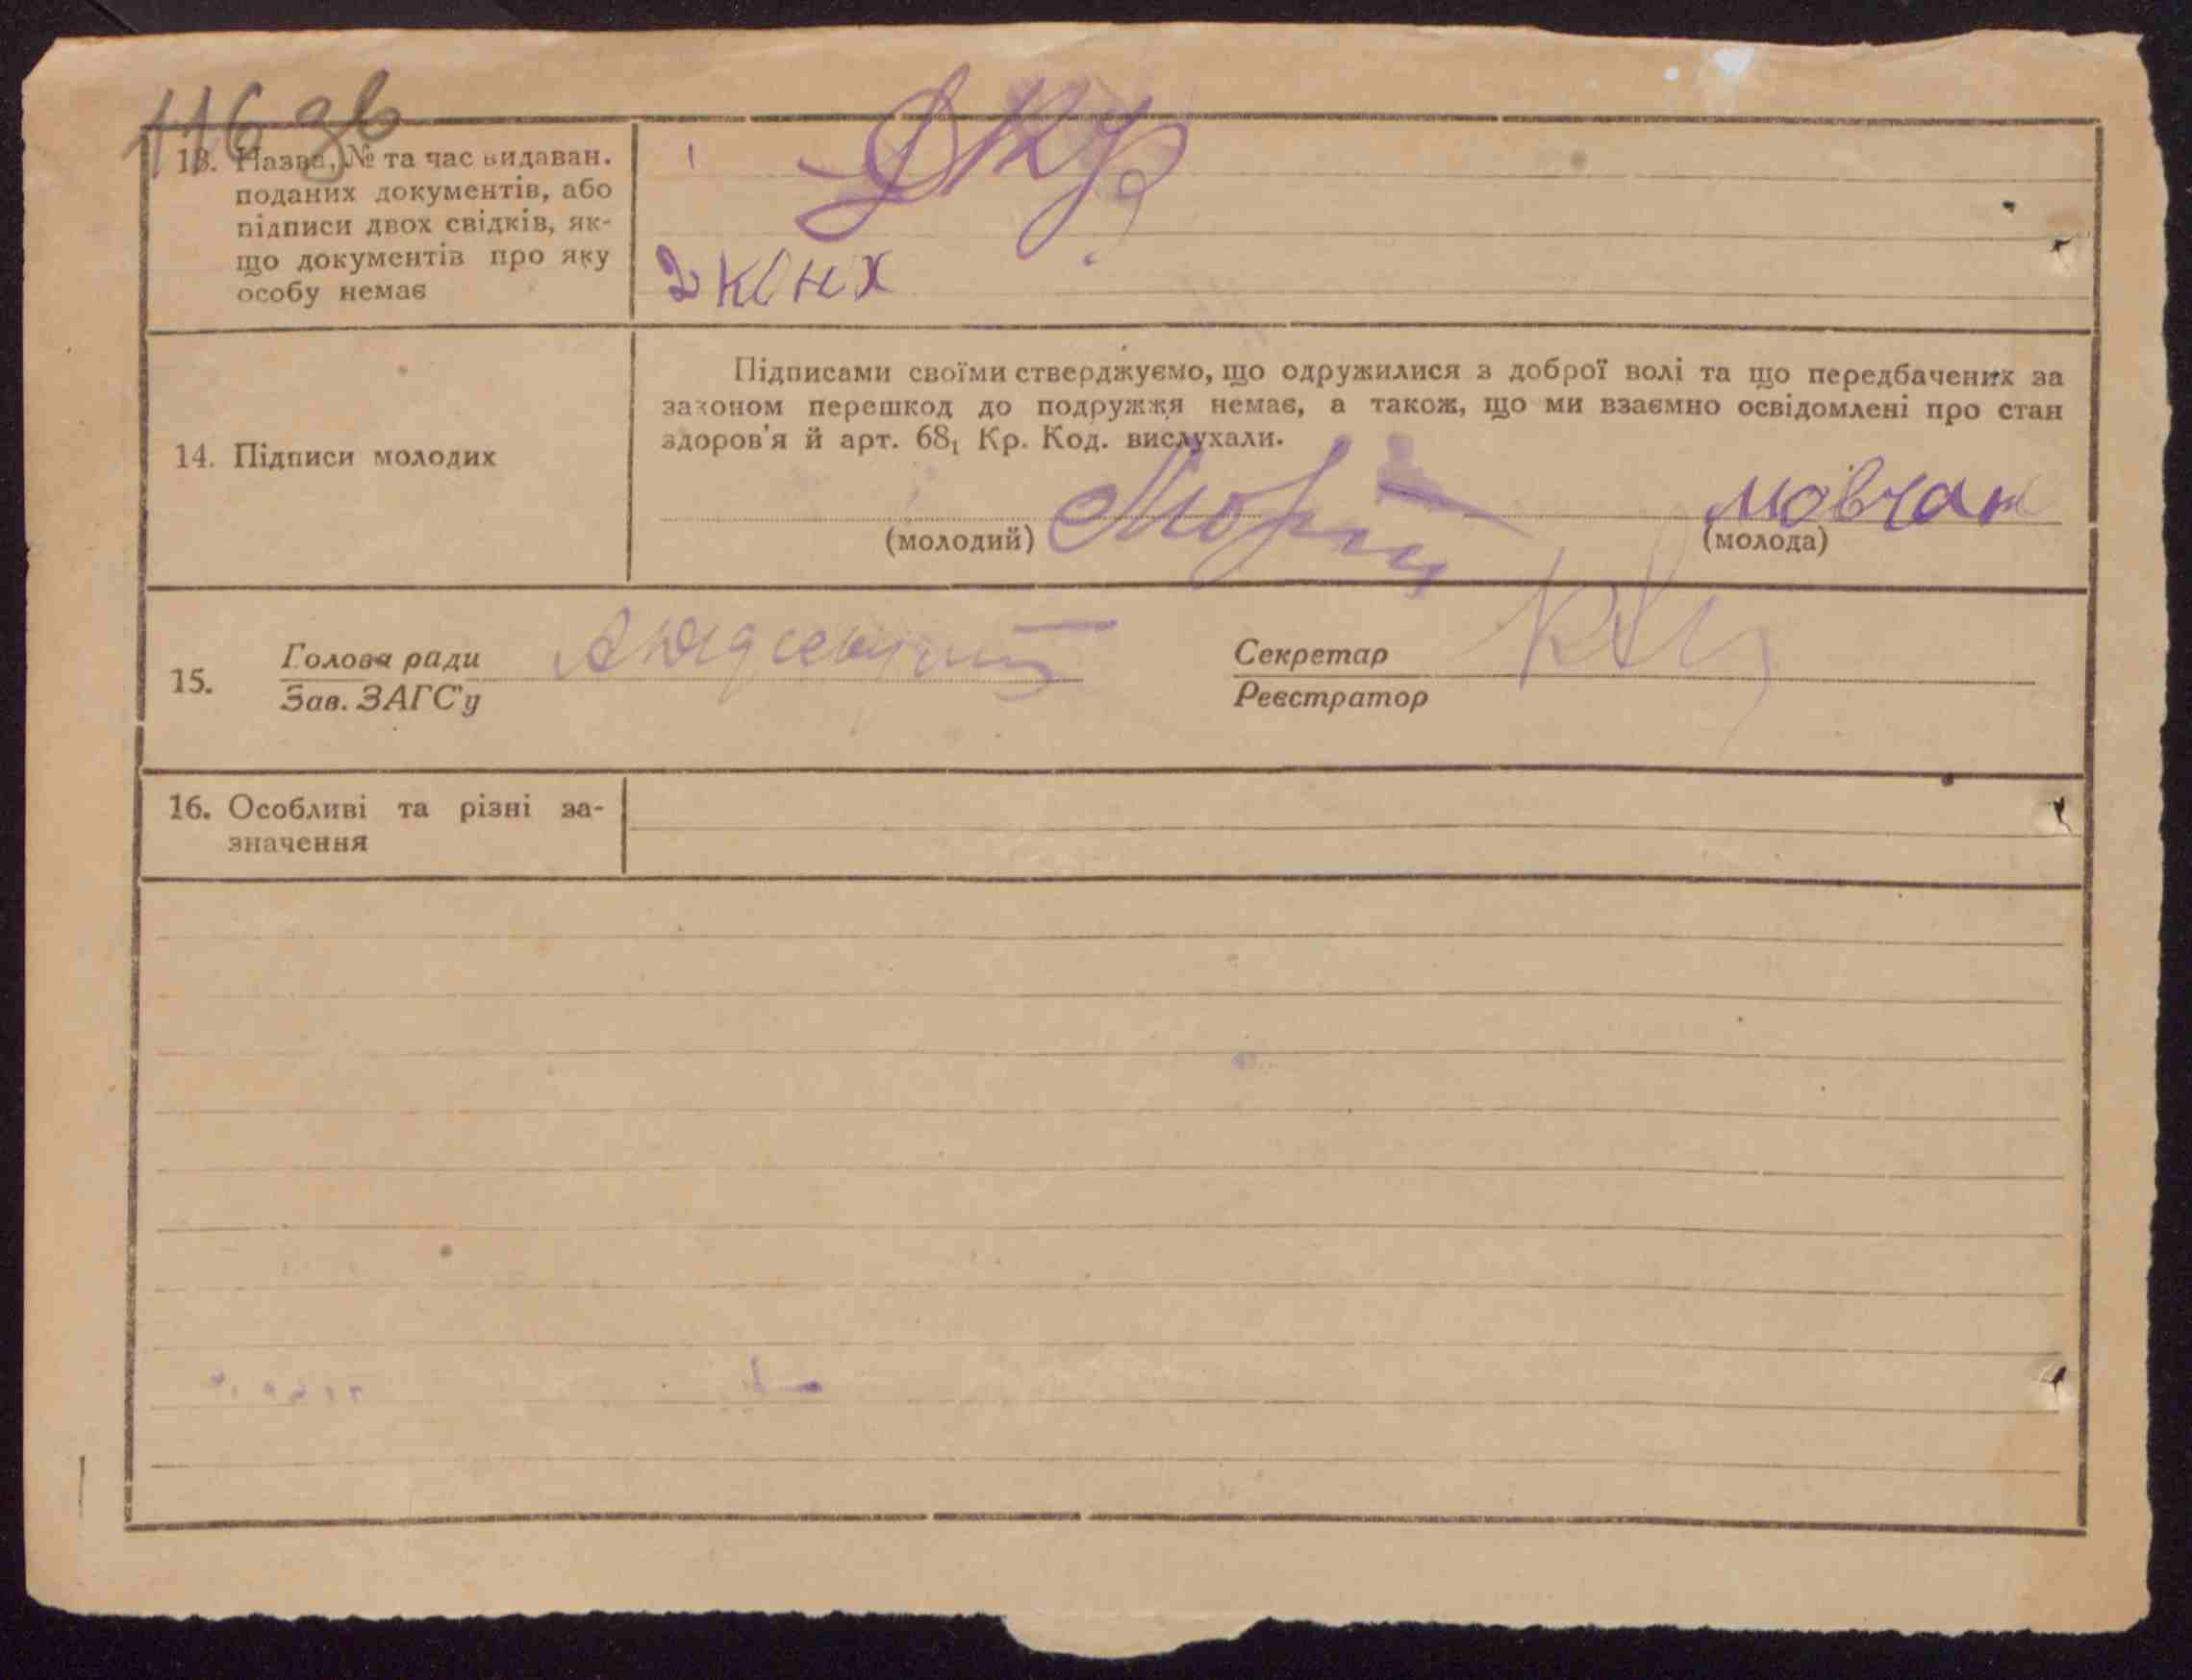 116 зв
13. Назва, № та час видаван.
поданих документів, або
підписи двох свідків, як-
що документів про яку
особу немає
1
2
14. Підписи молодих
Підписами своїми стверджуємо, що одружилися з доброї волі та що передбачених за
законом перешкод до подружжя немає, а також, що ми взаємно освідомлені про стан
здоров'я й арт. 68₁ Кр. Код. вислухали.
мовчан
(молодий) (молода)
15. Голова ради
Зав. ЗАГС'у
Секретар
Реєстратор
16. Особливі та різні за-
значення